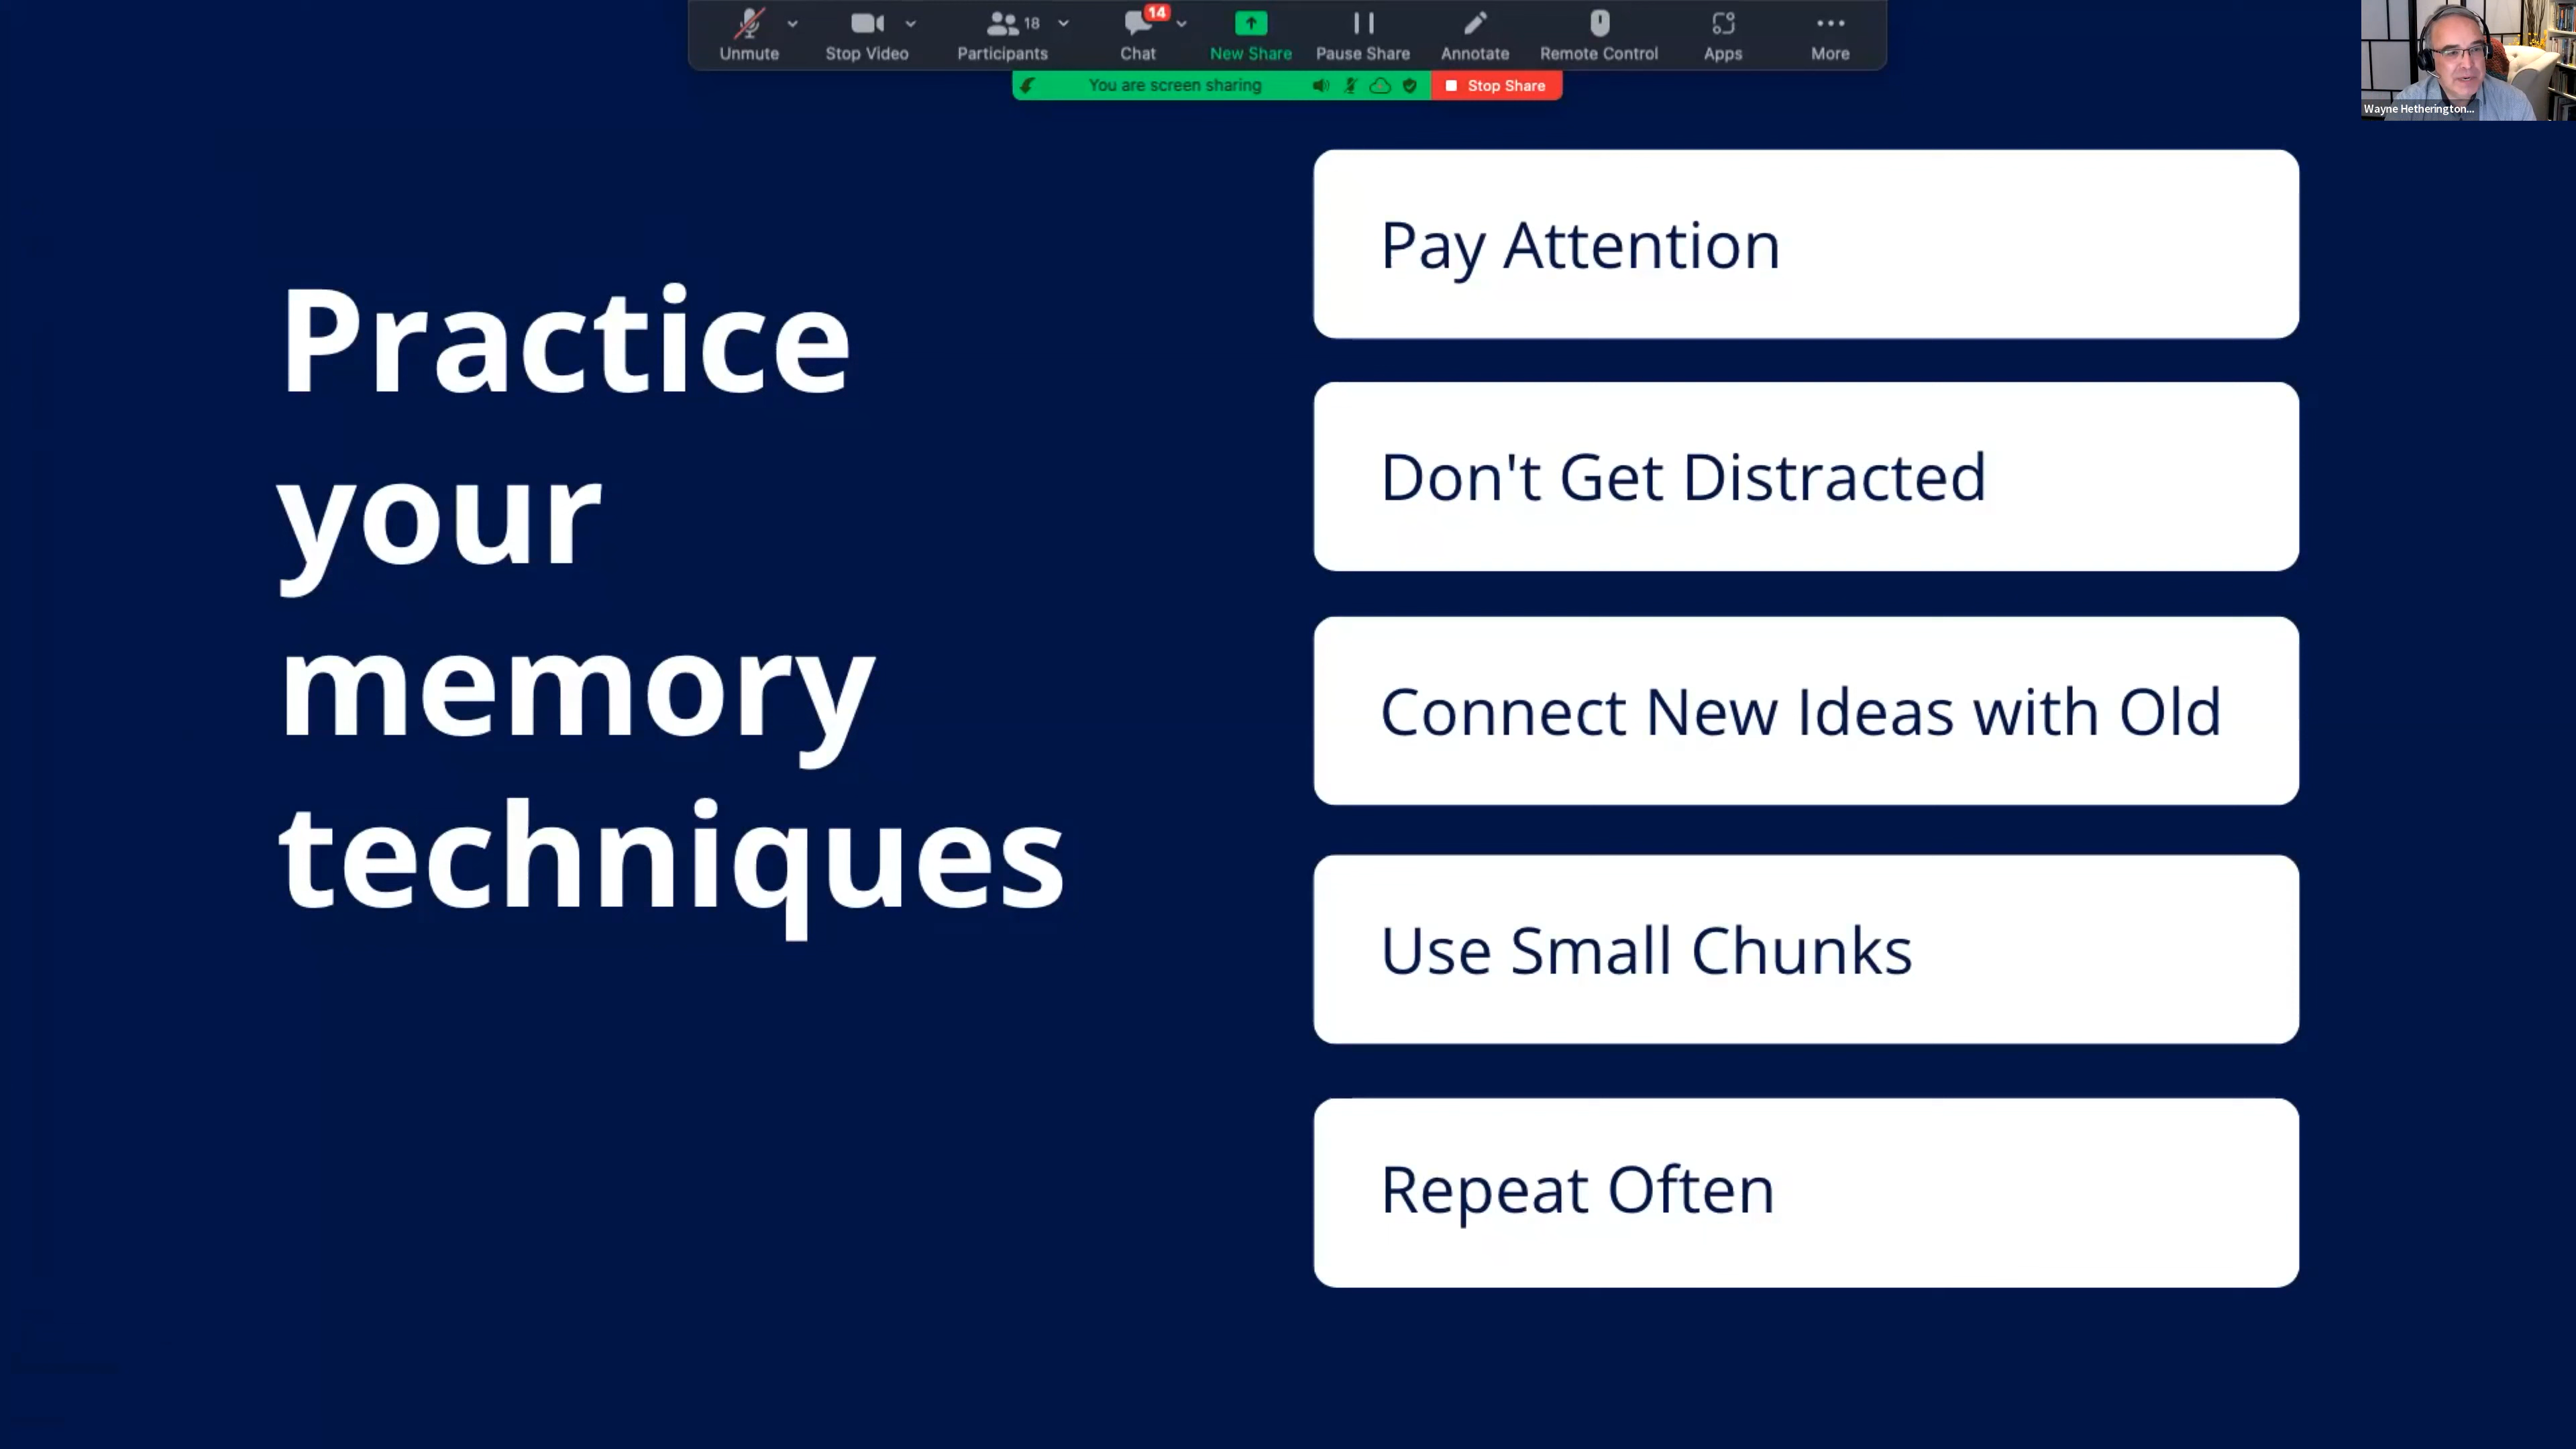 Unmute
Stop Video
18
Participants
14
Chat
New Share
Pause Share
Annotate
Remote Control
Apps
More
You are screen sharing
Stop Share
Wayne Hetherington...
Practice
your
memory
techniques
Pay Attention
Don't Get Distracted
Connect New Ideas with Old
Use Small Chunks
Repeat Often